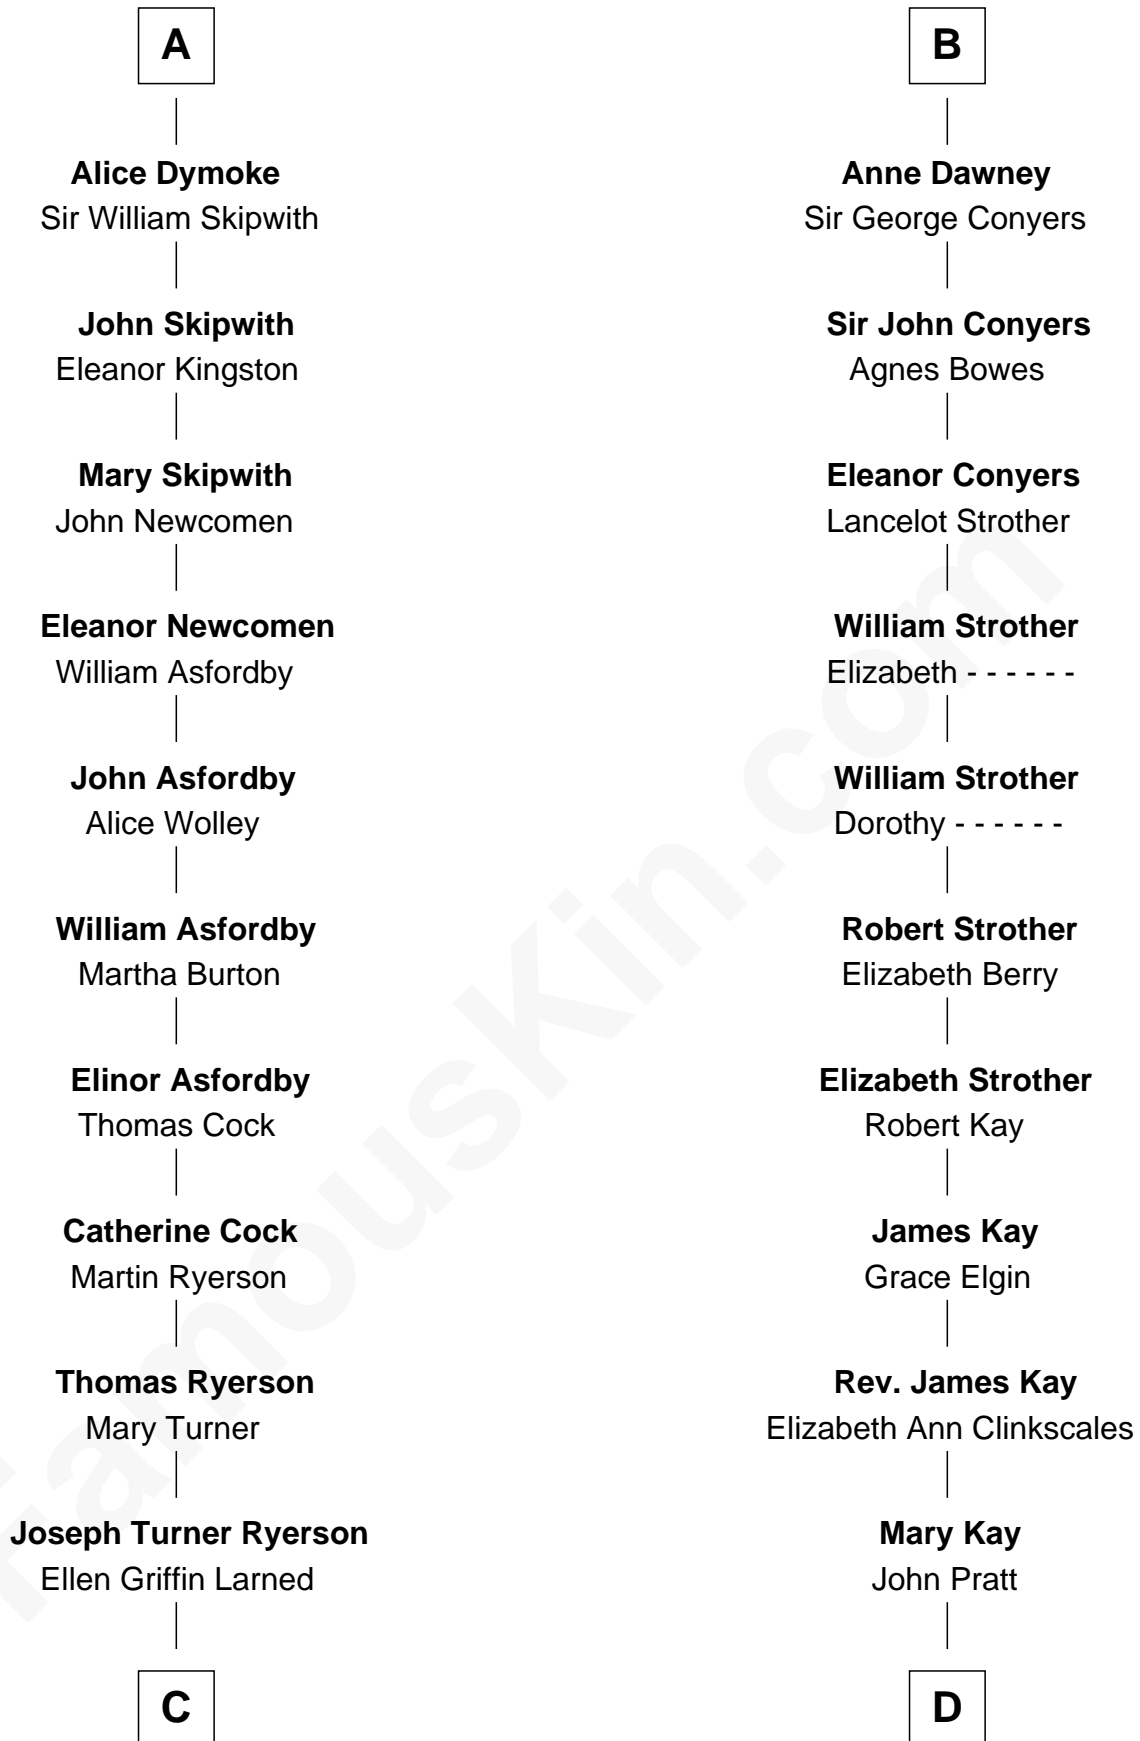 A
Alice Dymoke
Sir William Skipwith
John Skipwith
Eleanor Kingston
Mary Skipwith
John Newcomen
Eleanor Newcomen
William Asfordby
John Asfordby
Alice Wolley
William Asfordby
Martha Burton
Elinor Asfordby
Thomas Cock
Catherine Cock
Martin Ryerson
Thomas Ryerson
Mary Turner
Joseph Turner Ryerson
Ellen Griffin Larned
C
B
Anne Dawney
Sir George Conyers
Sir John Conyers
Agnes Bowes
Eleanor Conyers
Lancelot Strother
William Strother
Elizabeth - - - - - -
William Strother
Dorothy - - - - - -
Robert Strother
Elizabeth Berry
Elizabeth Strother
Robert Kay
James Kay
Grace Elgin
Rev. James Kay
Elizabeth Ann Clinkscales
Mary Kay
John Pratt
D
FamousKin.com